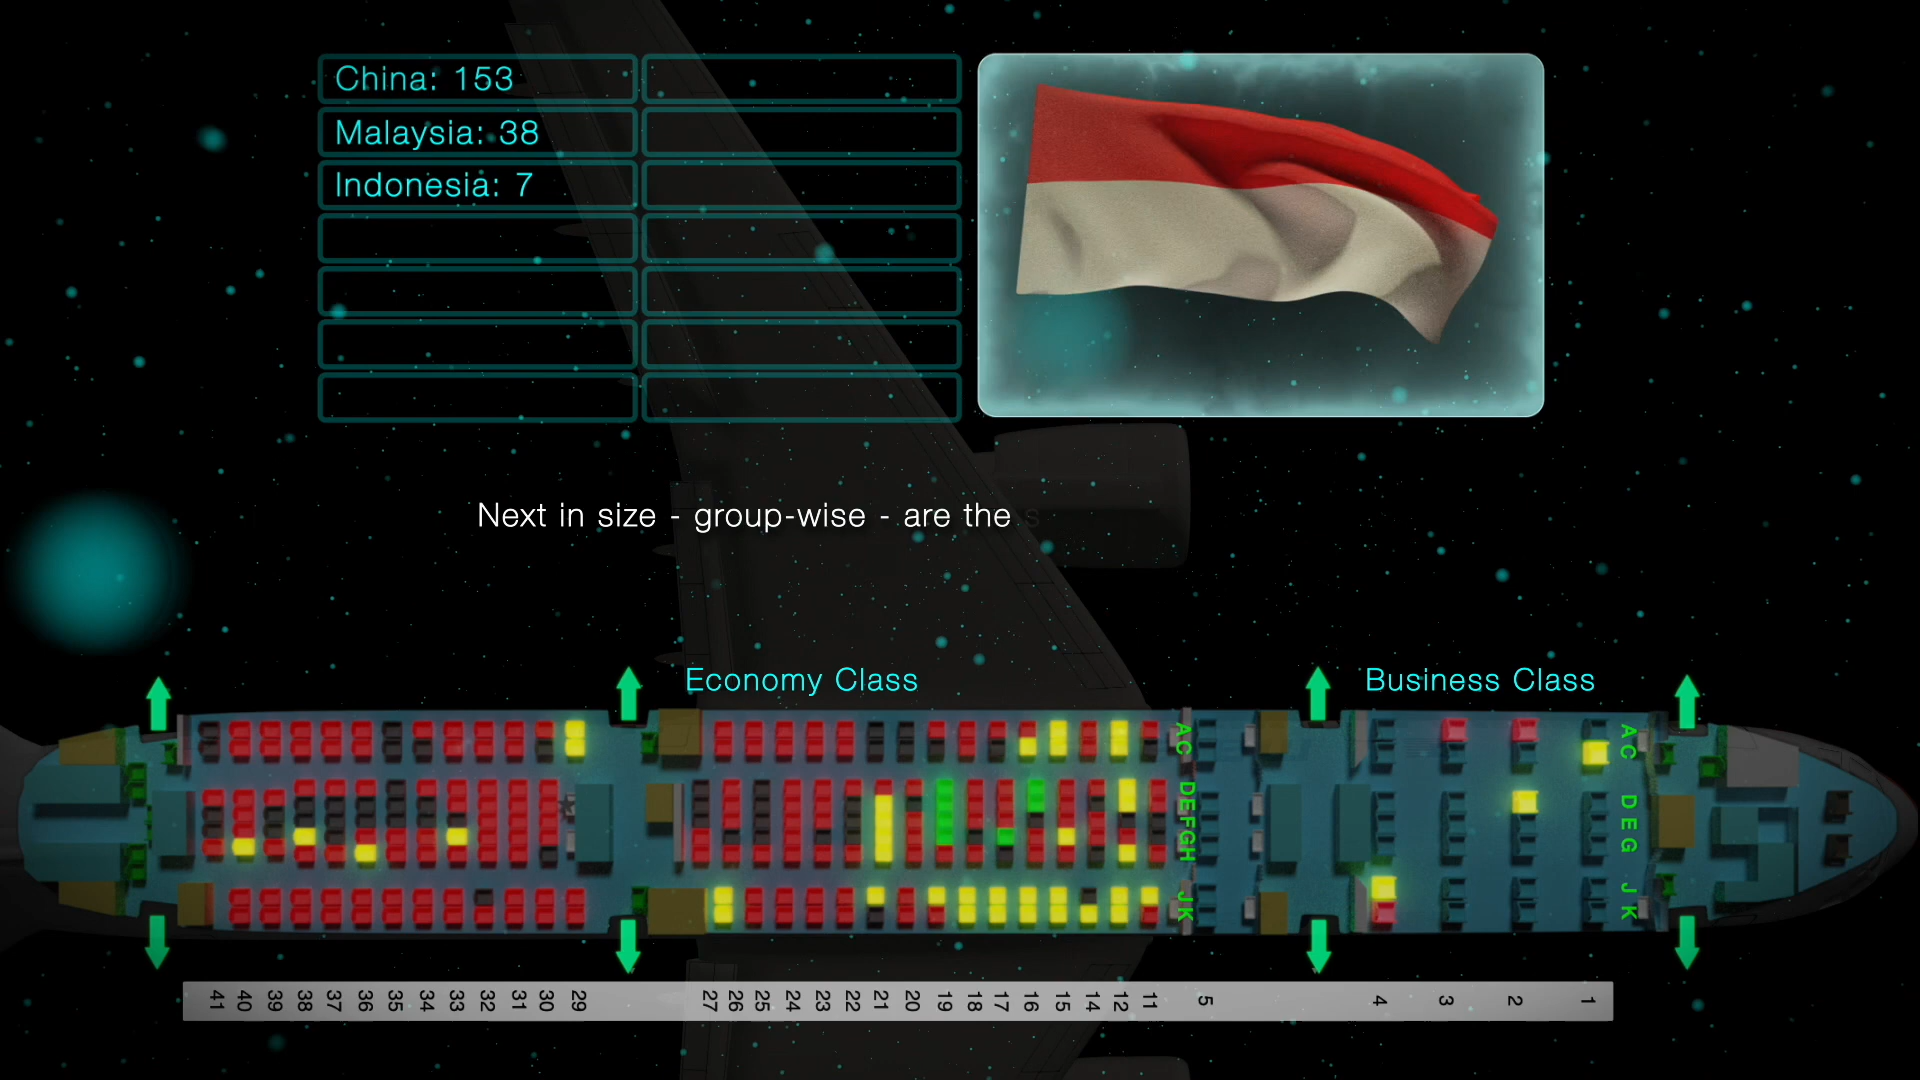 China: 153
Malaysia: 38
Indonesia: 7
Next in size - group-wise - are the s
Economy Class
Business Class
A C
D E F G H
J K
A C
D E G
J K
41 40 39 38 37 36 35 34 33 32 31 30 29 27 26 25 24 23 22 21 20 19 18 17 16 15 14 12 11 5 4 3 2 1